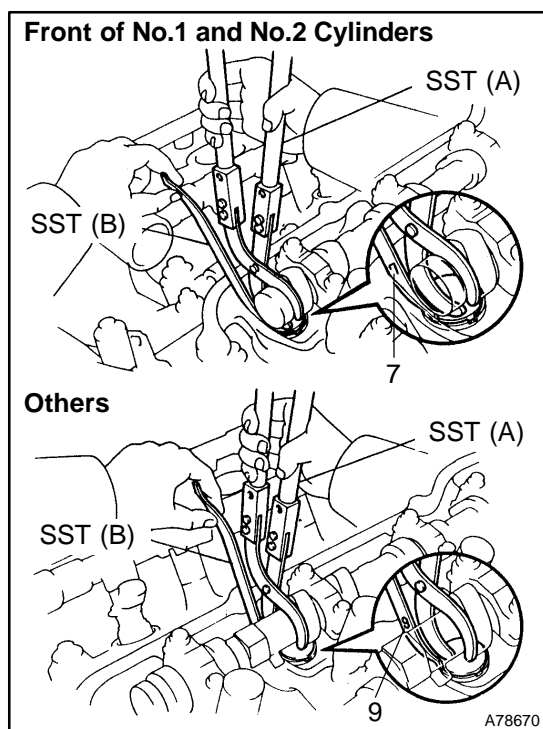 Front of No.1 and No.2 Cylinders
SST (A)
SST (B)
7
Others
SST (A)
SST (B)
9
A78670